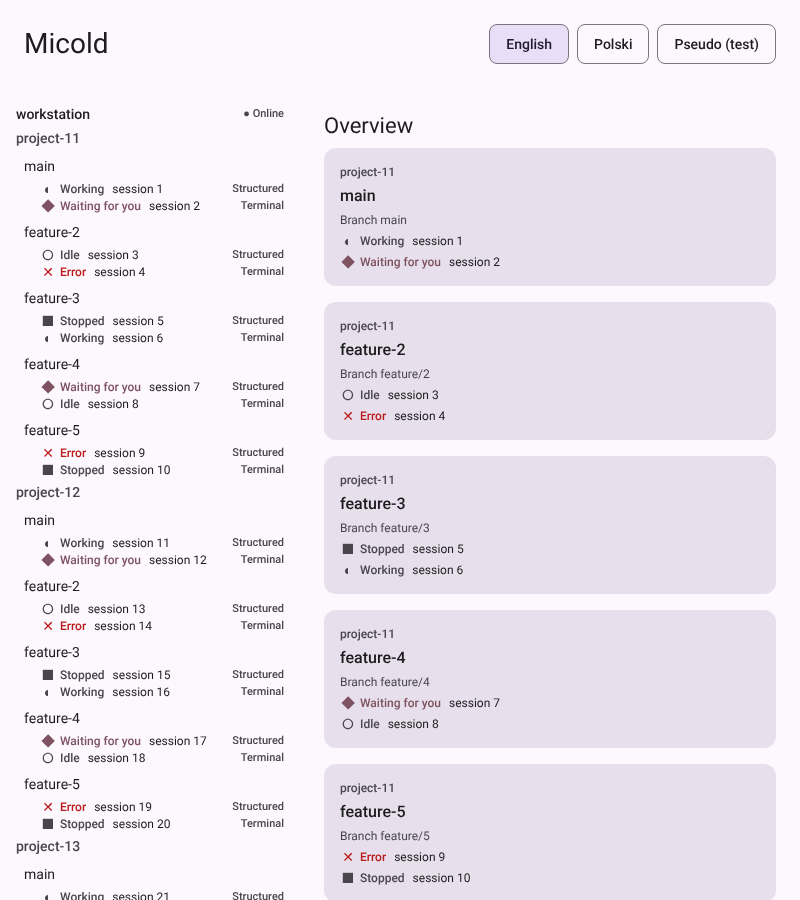 Micold
English
Polski
Pseudo (test)
workstation
● Online
project-11
main
Working session 1 Structured
Waiting for you session 2 Terminal
feature-2
Idle session 3 Structured
Error session 4 Terminal
feature-3
Stopped session 5 Structured
Working session 6 Terminal
feature-4
Waiting for you session 7 Structured
Idle session 8 Terminal
feature-5
Error session 9 Structured
Stopped session 10 Terminal
project-12
main
Working session 11 Structured
Waiting for you session 12 Terminal
feature-2
Idle session 13 Structured
Error session 14 Terminal
feature-3
Stopped session 15 Structured
Working session 16 Terminal
feature-4
Waiting for you session 17 Structured
Idle session 18 Terminal
feature-5
Error session 19 Structured
Stopped session 20 Terminal
project-13
main
Working session 21 Structured
Overview
project-11
main
Branch main
Working session 1
Waiting for you session 2
project-11
feature-2
Branch feature/2
Idle session 3
Error session 4
project-11
feature-3
Branch feature/3
Stopped session 5
Working session 6
project-11
feature-4
Branch feature/4
Waiting for you session 7
Idle session 8
project-11
feature-5
Branch feature/5
Error session 9
Stopped session 10